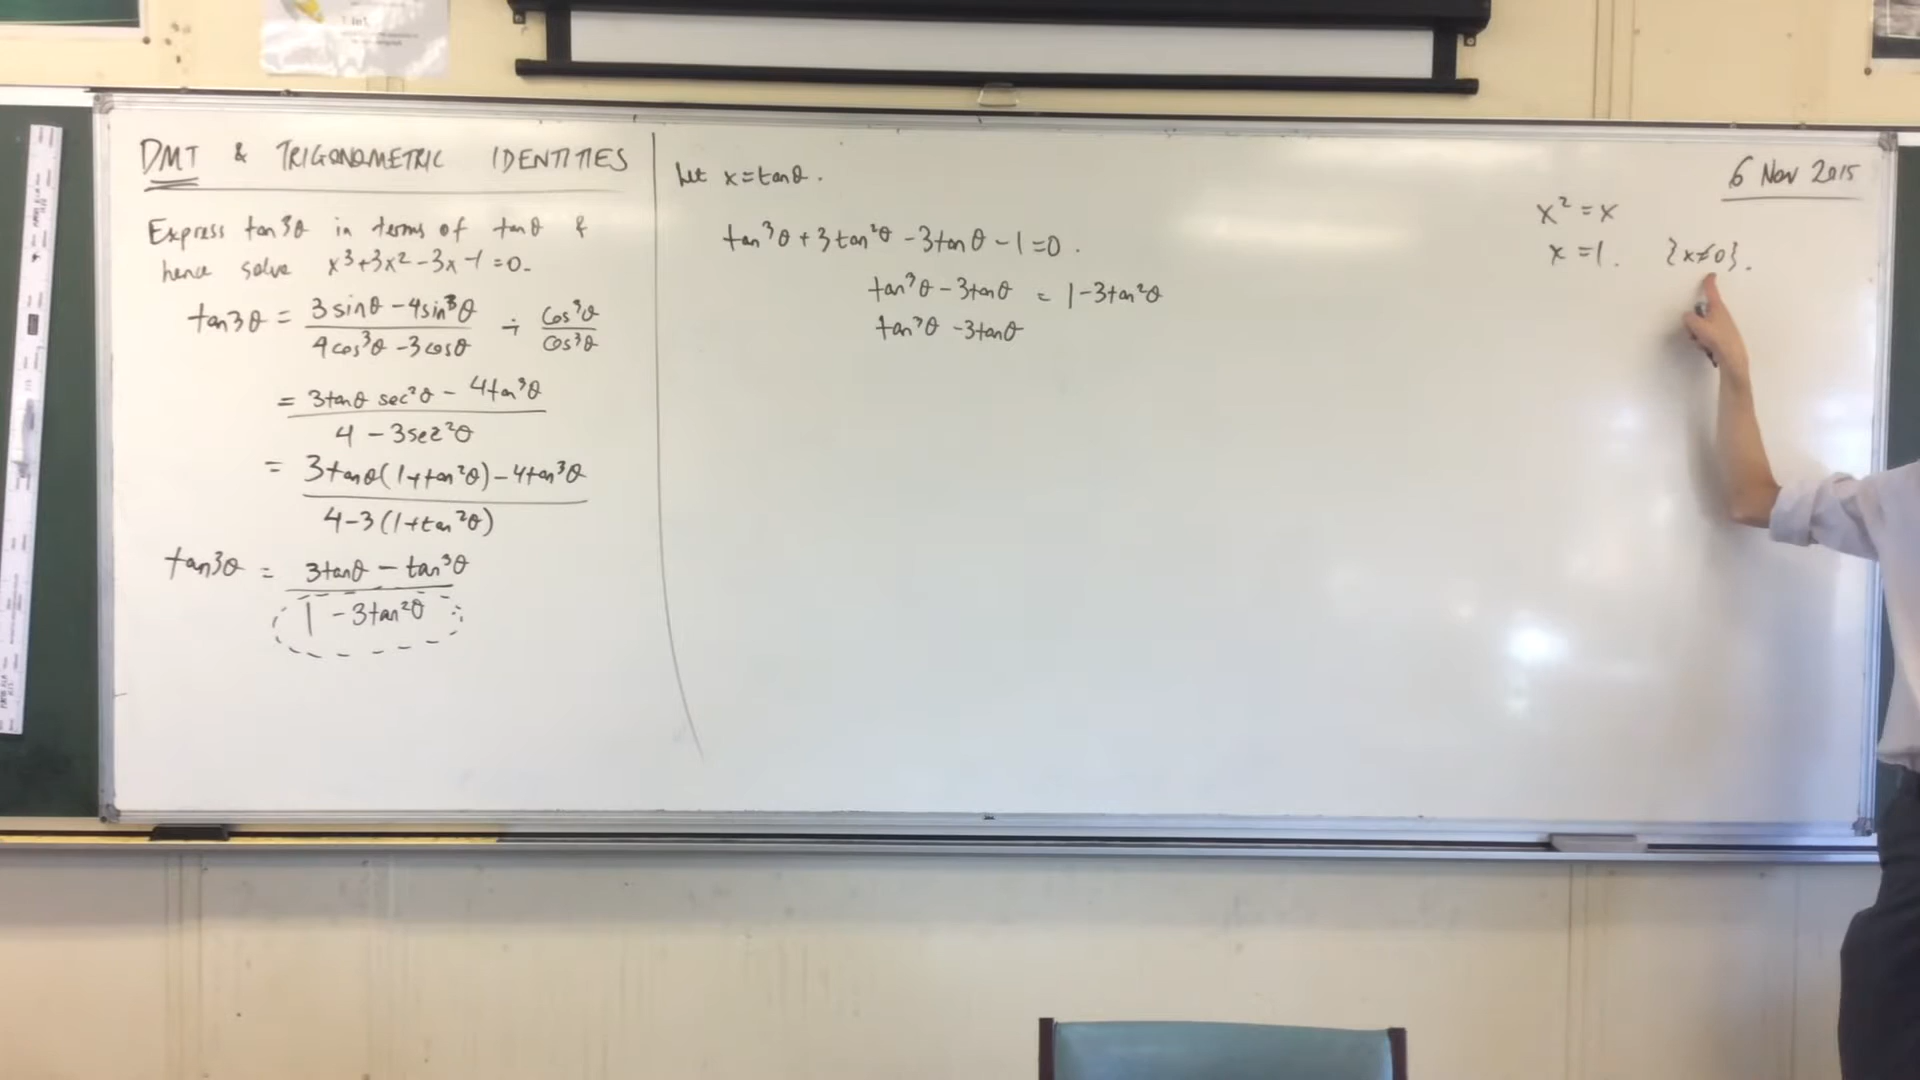 DMT & TRIGONOMETRIC IDENTITIES
Express tan3θ in terms of tanθ &
hence solve x³+3x²-3x-1=0.
tan3θ = (3sinθ - 4sin³θ)/(4cos³θ - 3cosθ) ÷ cos³θ/cos³θ
= (3tanθ sec²θ - 4tan³θ)/(4 - 3sec²θ)
= (3tanθ(1+tan²θ) - 4tan³θ)/(4-3(1+tan²θ))
tan3θ = (3tanθ - tan³θ)/(1 - 3tan²θ)
Let x=tanθ.
tan³θ + 3tan²θ - 3tanθ - 1 = 0.
tan³θ - 3tanθ = 1 - 3tan²θ
tan³θ - 3tanθ
6 Nov 2015
x² = x
x = 1. {x≠0}.